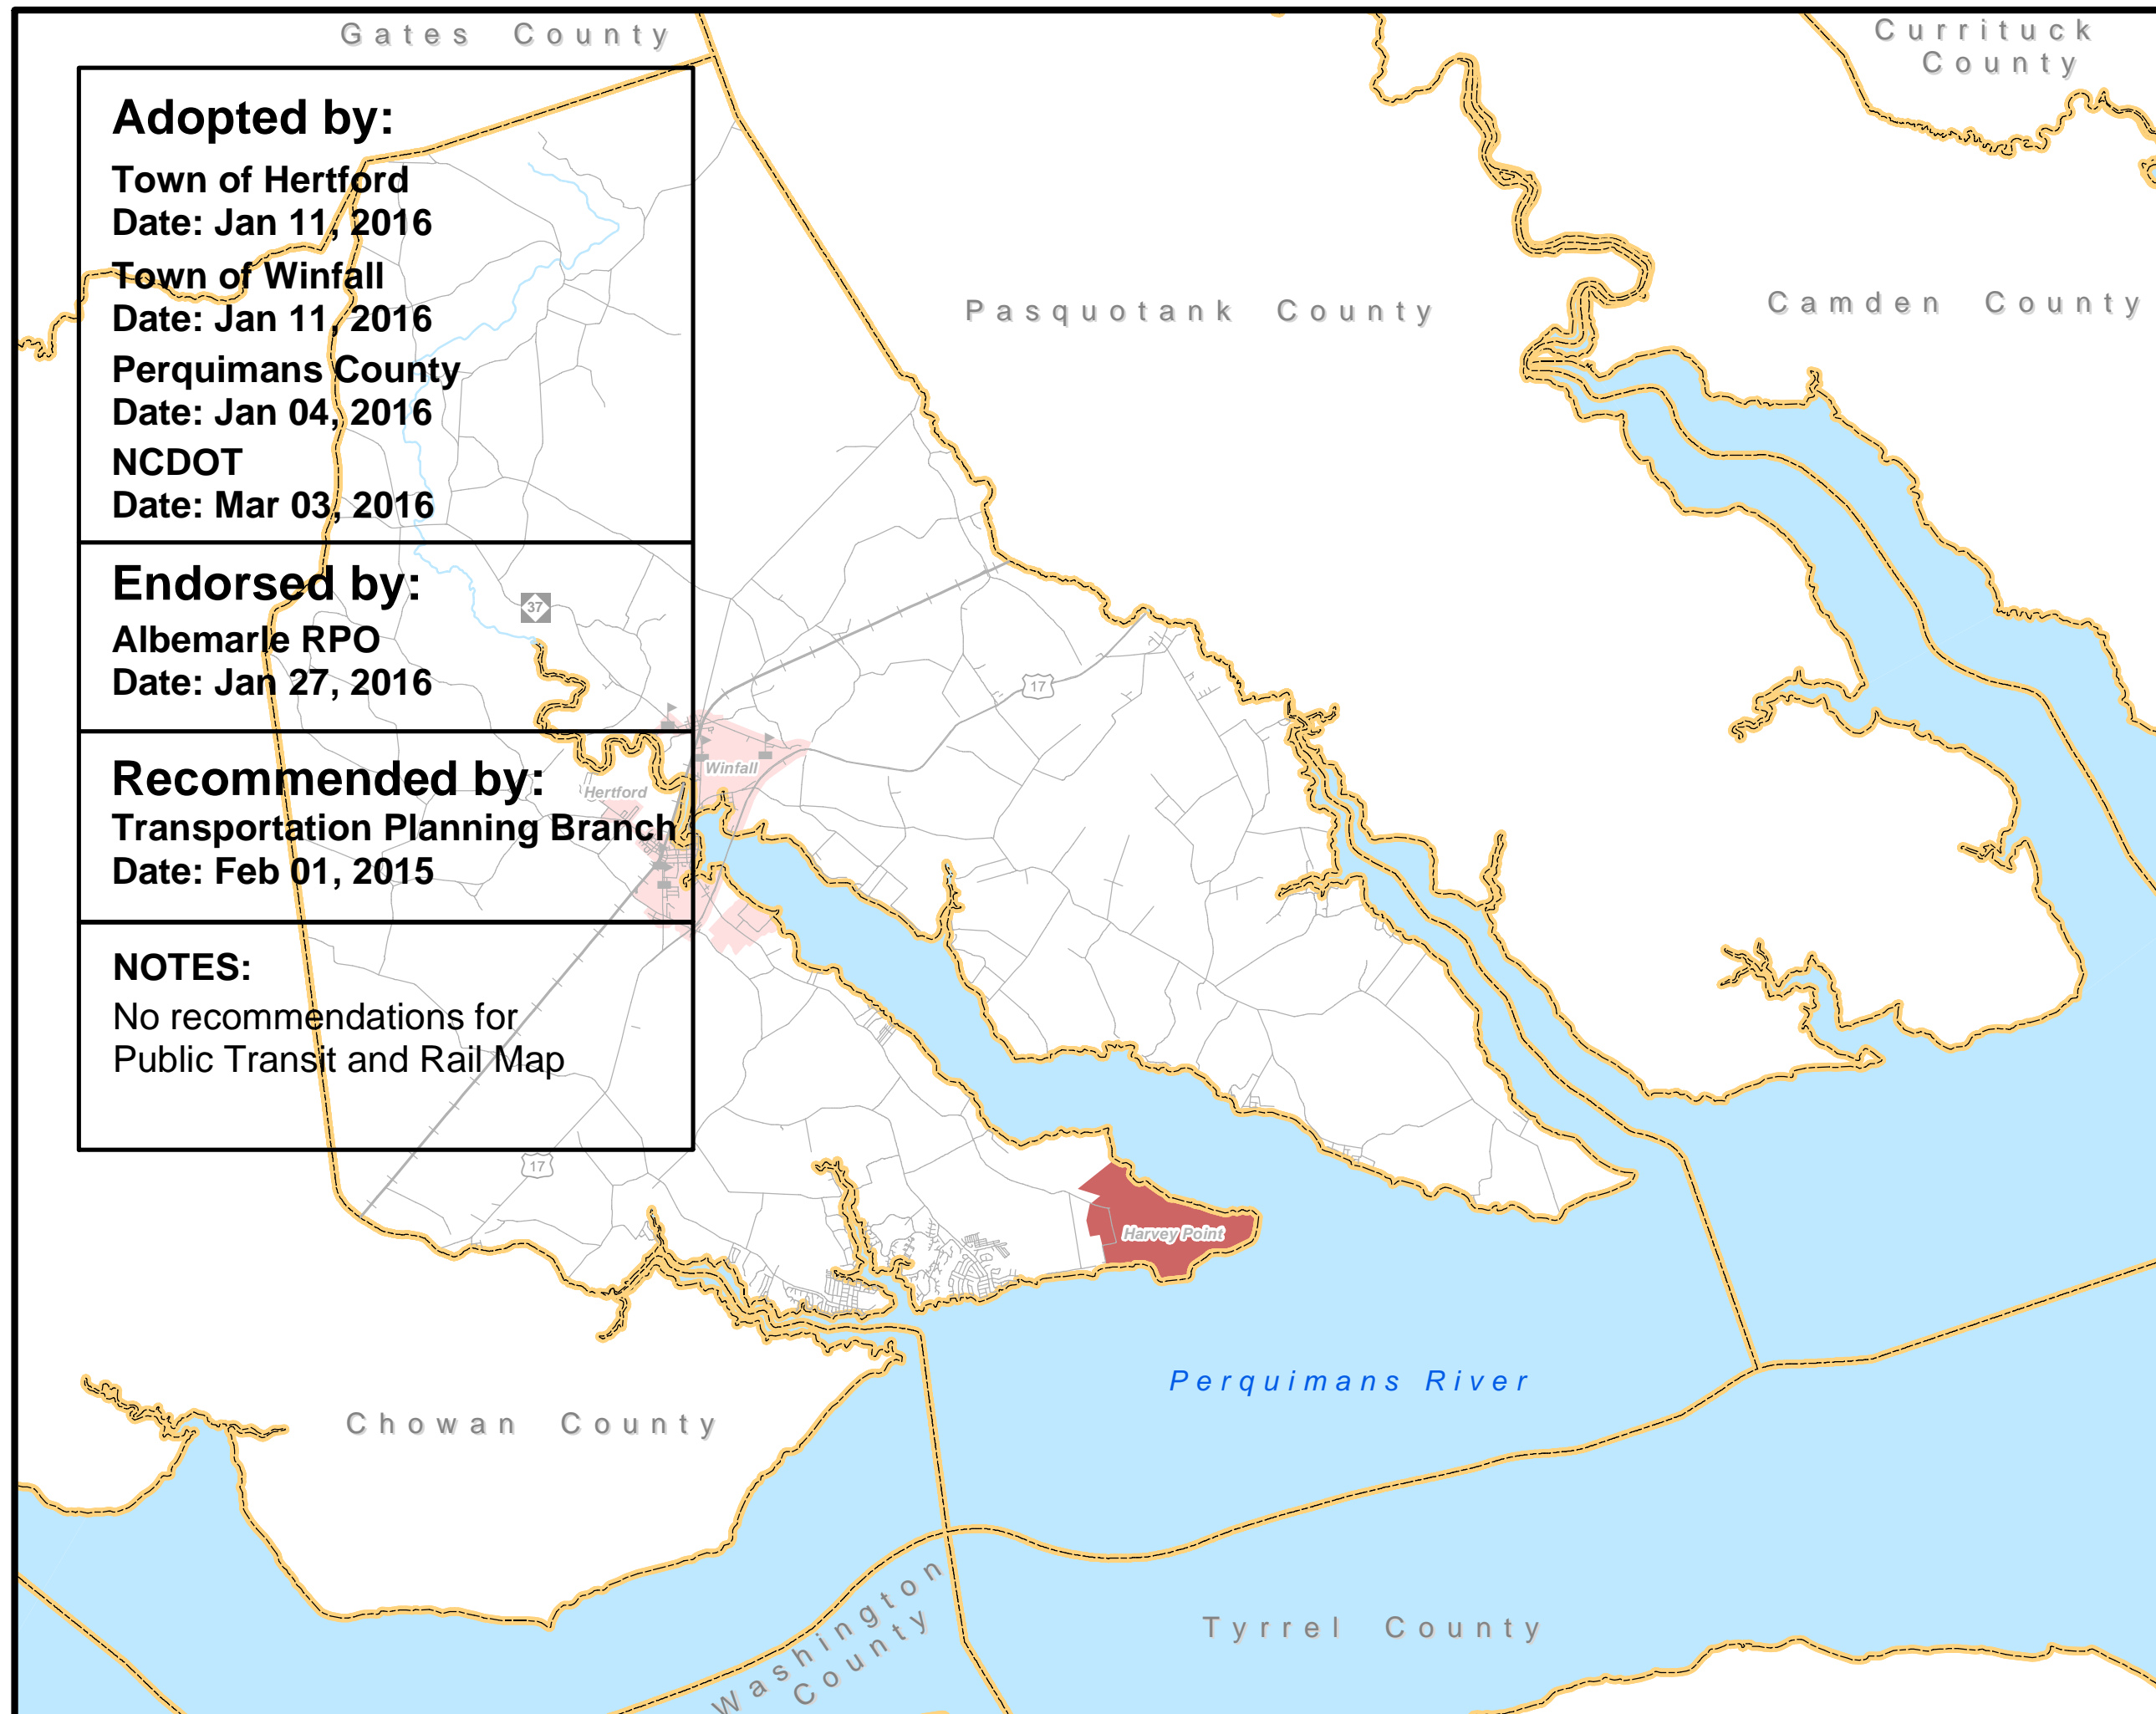 Gates County
Currituck
County
Adopted by:
Town of Hertford
Date: Jan 11, 2016
Town of Winfall
Date: Jan 11, 2016
Perquimans County
Date: Jan 04, 2016
NCDOT
Date: Mar 03, 2016
Pasquotank County
Camden County
Endorsed by:
Albemarle RPO
Date: Jan 27, 2016
37
17
Recommended by:
Transportation Planning Branch
Date: Feb 01, 2015
Winfall
Hertford
NOTES:
No recommendations for
Public Transit and Rail Map
17
Harvey Point
Perquimans River
Chowan County
Washington
County
Tyrrel County